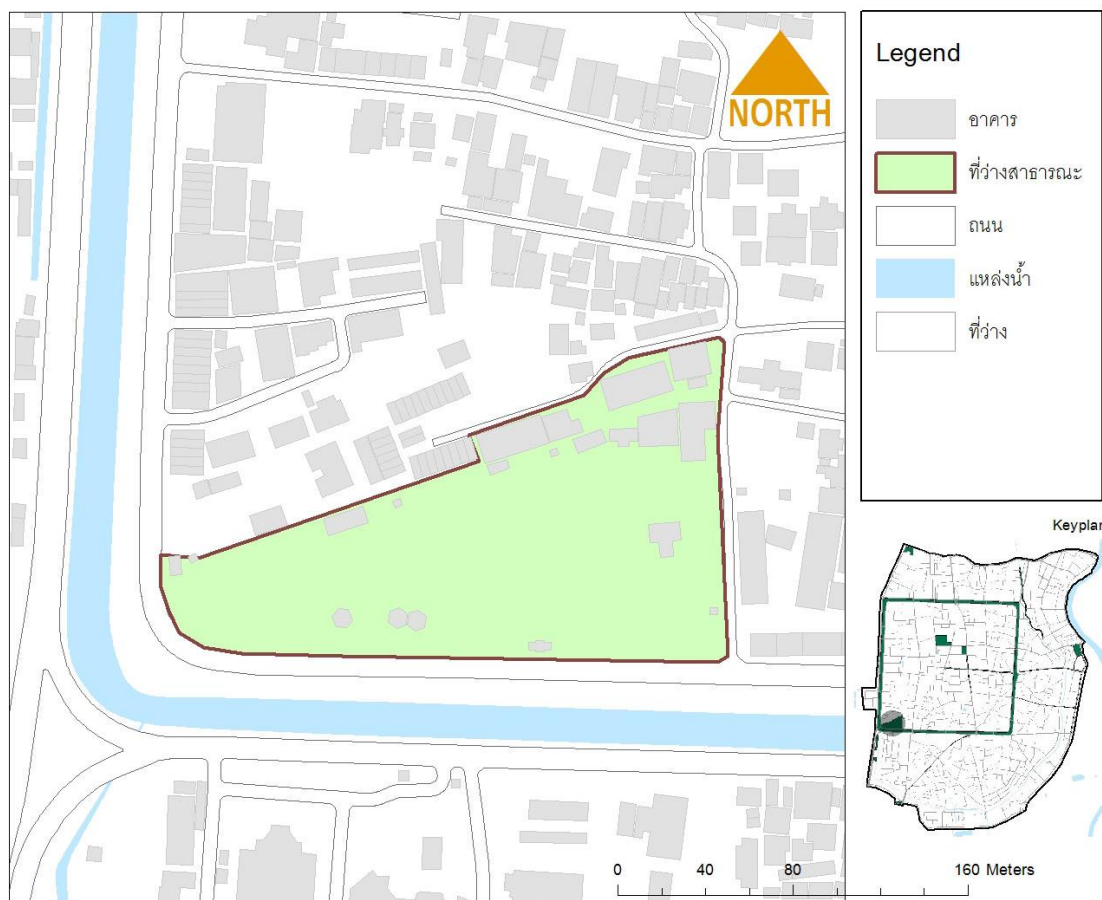 NORTH
Legend
อาคาร
ที่ว่างสาธารณะ
ถนน
แหล่งน้ำ
ที่ว่าง
Keyplan
0 40 80 160 Meters